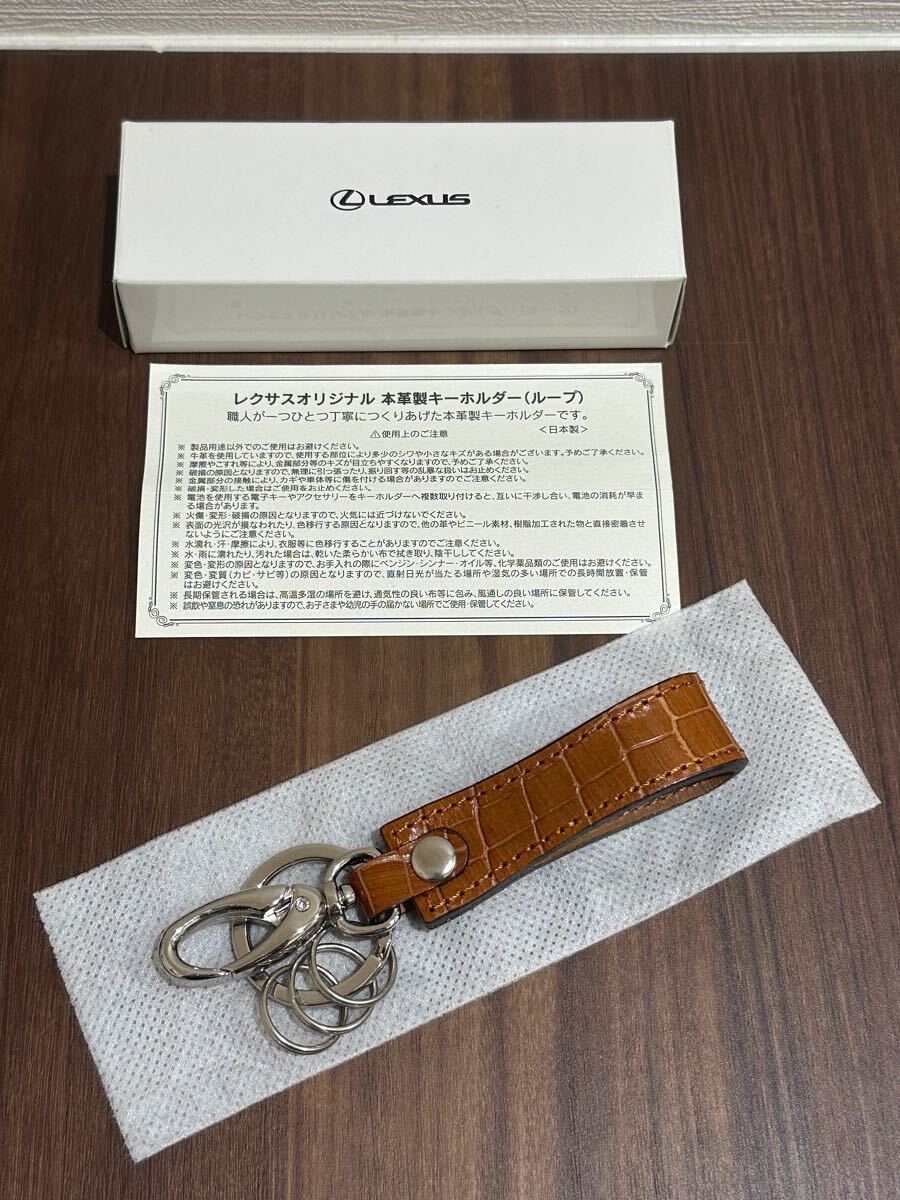 LEXUS
レクサスオリジナル 本革製キーホルダー(ループ)
職人が一つひとつ丁寧につくりあげた本革製キーホルダーです。
<日本製>
⚠使用上のご注意
※ 製品用途以外でのご使用はお避けください。
※ 牛革を使用していますので、使用する部位により多少のシワや小さなキズがある場合がございます。予めご了承ください。
※ 摩擦やこすれ等により、金属部分等のキズが目立ちやすくなりますので、予めご了承ください。
※ 破損の原因となりますので、無理に引っ張ったり、振り回す等の乱暴な扱いはお止めください。
※ 金属部分の接触により、カギや車体等に傷を付ける場合がありますのでご注意ください。
※ 破損・変形した場合はご使用をお止めください。
※ 電池を使用する電子キーやアクセサリーをキーホルダーへ複数取り付けると、互いに干渉し合い、電池の消耗が早ま
る場合があります。
※ 火傷・変形・破損の原因となりますので、火気には近づけないでください。
※ 表面の光沢が損なわれたり、色移行する原因となりますので、他の革やビニール素材、樹脂加工された物と直接密着させ
ないようにご注意ください。
※ 水濡れ・汗・摩擦により、衣服等に色移行することがありますのでご注意ください。
※ 水・雨に濡れたり、汚れた場合は、乾いた柔らかい布で拭き取り、陰干ししてください。
※ 変色・変形の原因となりますので、お手入れの際にベンジン・シンナー・オイル等、化学薬品類のご使用はお避けください。
※ 変色・変質(カビ・サビ等)の原因となりますので、直射日光が当たる場所や湿気の多い場所での長時間放置・保管
はお避けください。
※ 長期保管される場合は、高温多湿の場所を避け、通気性の良い布等に包み、風通しの良い場所に保管してください。
※ 誤飲や窒息の恐れがありますので、お子さまや幼児の手の届かない場所でご使用・保管してください。